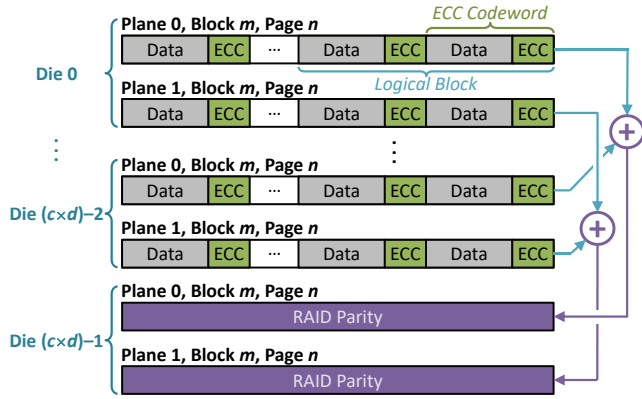 ECC Codeword
Plane 0, Block m, Page n
Data ECC ... Data ECC Data ECC
Die 0
Logical Block
Plane 1, Block m, Page n
Data ECC ... Data ECC Data ECC
+
⋮ ⋮
Plane 0, Block m, Page n
Data ECC ... Data ECC Data ECC
Die (c×d)–2
+
Plane 1, Block m, Page n
Data ECC ... Data ECC Data ECC
Plane 0, Block m, Page n
RAID Parity
Die (c×d)–1
Plane 1, Block m, Page n
RAID Parity